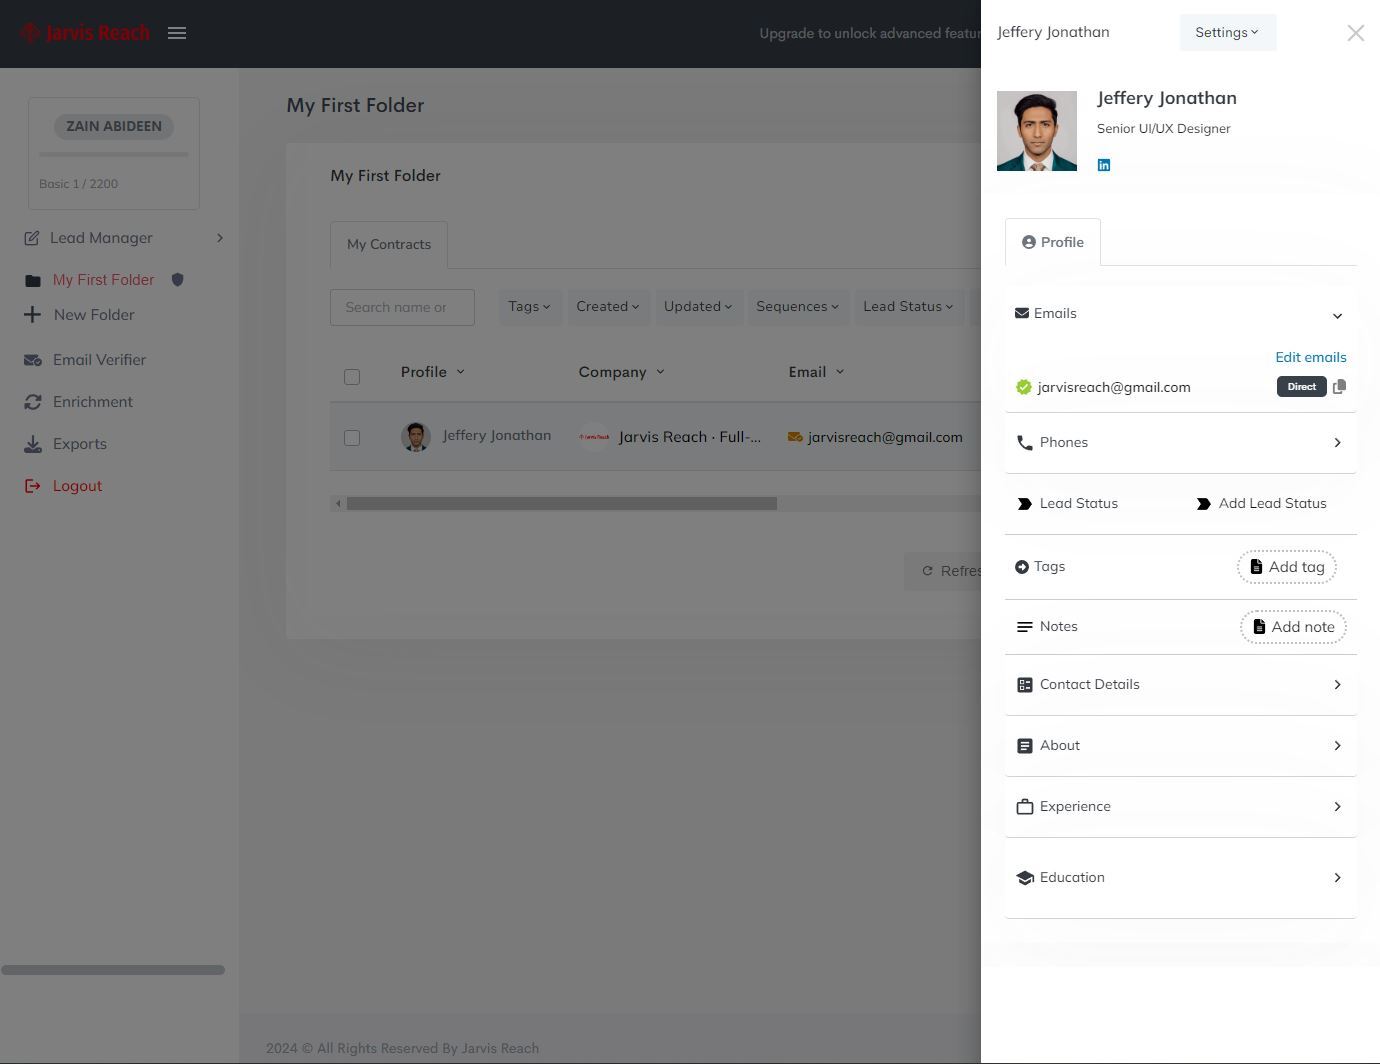 Jarvis Reach
Upgrade to unlock advanced
ZAIN ABIDEEN
Basic 1 / 2200
Lead Manager
My First Folder
New Folder
Email Verifier
Enrichment
Exports
Logout
My First Folder
My First Folder
My Contracts
Search name or
Tags
Created
Updated
Sequences
Lead Status
Profile
Company
Email
Jeffery Jonathan
Jarvis Reach · Full-...
jarvisreach@gmail.com
2024 © All Rights Reserved By Jarvis Reach
Jeffery Jonathan
Settings
Jeffery Jonathan
Senior UI/UX Designer
Profile
Emails
Edit emails
jarvisreach@gmail.com
Direct
Phones
Lead Status
Add Lead Status
Tags
Add tag
Notes
Add note
Contact Details
About
Experience
Education